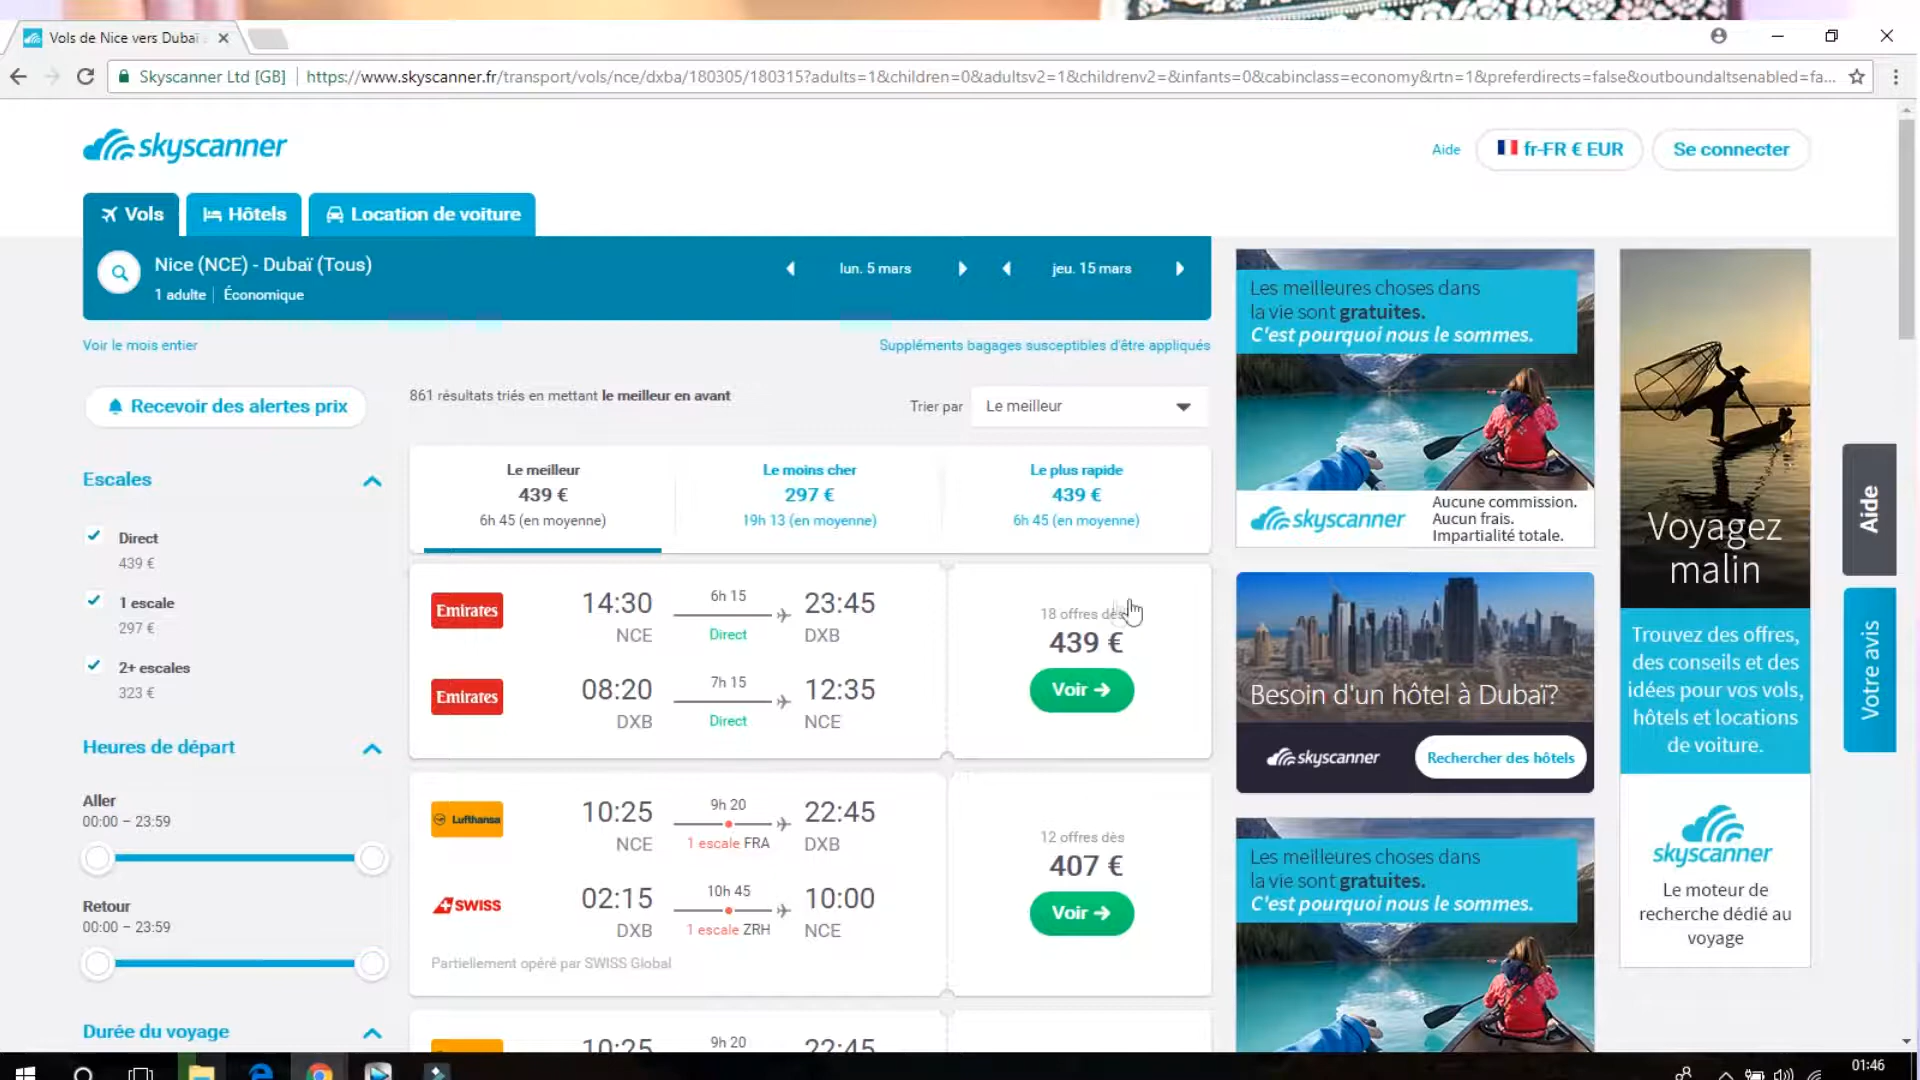 Vols de Nice vers Dubaï
Skyscanner Ltd [GB]
https://www.skyscanner.fr/transport/vols/nce/dxba/180305/180315?adults=1&children=0&adultsv2=1&childrenv2=&infants=0&cabinclass=economy&rtn=1&preferdirects=false&outboundaltsenabled=fa...
skyscanner
Aide
fr-FR € EUR
Se connecter
Vols
Hôtels
Location de voiture
Nice (NCE) - Dubaï (Tous)
1 adulte | Économique
lun. 5 mars
jeu. 15 mars
Voir le mois entier
Suppléments bagages susceptibles d'être appliqués
Recevoir des alertes prix
861 résultats triés en mettant le meilleur en avant
Trier par
Le meilleur
Escales
Direct
439 €
1 escale
297 €
2+ escales
323 €
Heures de départ
Aller
00:00 – 23:59
Retour
00:00 – 23:59
Durée du voyage
Le meilleur
439 €
6h 45 (en moyenne)
Le moins cher
297 €
19h 13 (en moyenne)
Le plus rapide
439 €
6h 45 (en moyenne)
Emirates
14:30
NCE
6h 15
Direct
23:45
DXB
Emirates
08:20
DXB
7h 15
Direct
12:35
NCE
18 offres dès
439 €
Voir
Lufthansa
10:25
NCE
9h 20
1 escale FRA
22:45
DXB
SWISS
02:15
DXB
10h 45
1 escale ZRH
10:00
NCE
Partiellement opéré par SWISS Global
12 offres dès
407 €
Voir
10:25
9h 20
22:45
Les meilleures choses dans
la vie sont gratuites.
C'est pourquoi nous le sommes.
skyscanner
Aucune commission.
Aucun frais.
Impartialité totale.
Besoin d'un hôtel à Dubaï?
skyscanner
Rechercher des hôtels
Les meilleures choses dans
la vie sont gratuites.
C'est pourquoi nous le sommes.
Voyagez
malin
Trouvez des offres,
des conseils et des
idées pour vos vols,
hôtels et locations
de voiture.
skyscanner
Le moteur de
recherche dédié au
voyage
Aide
Votre avis
01:46